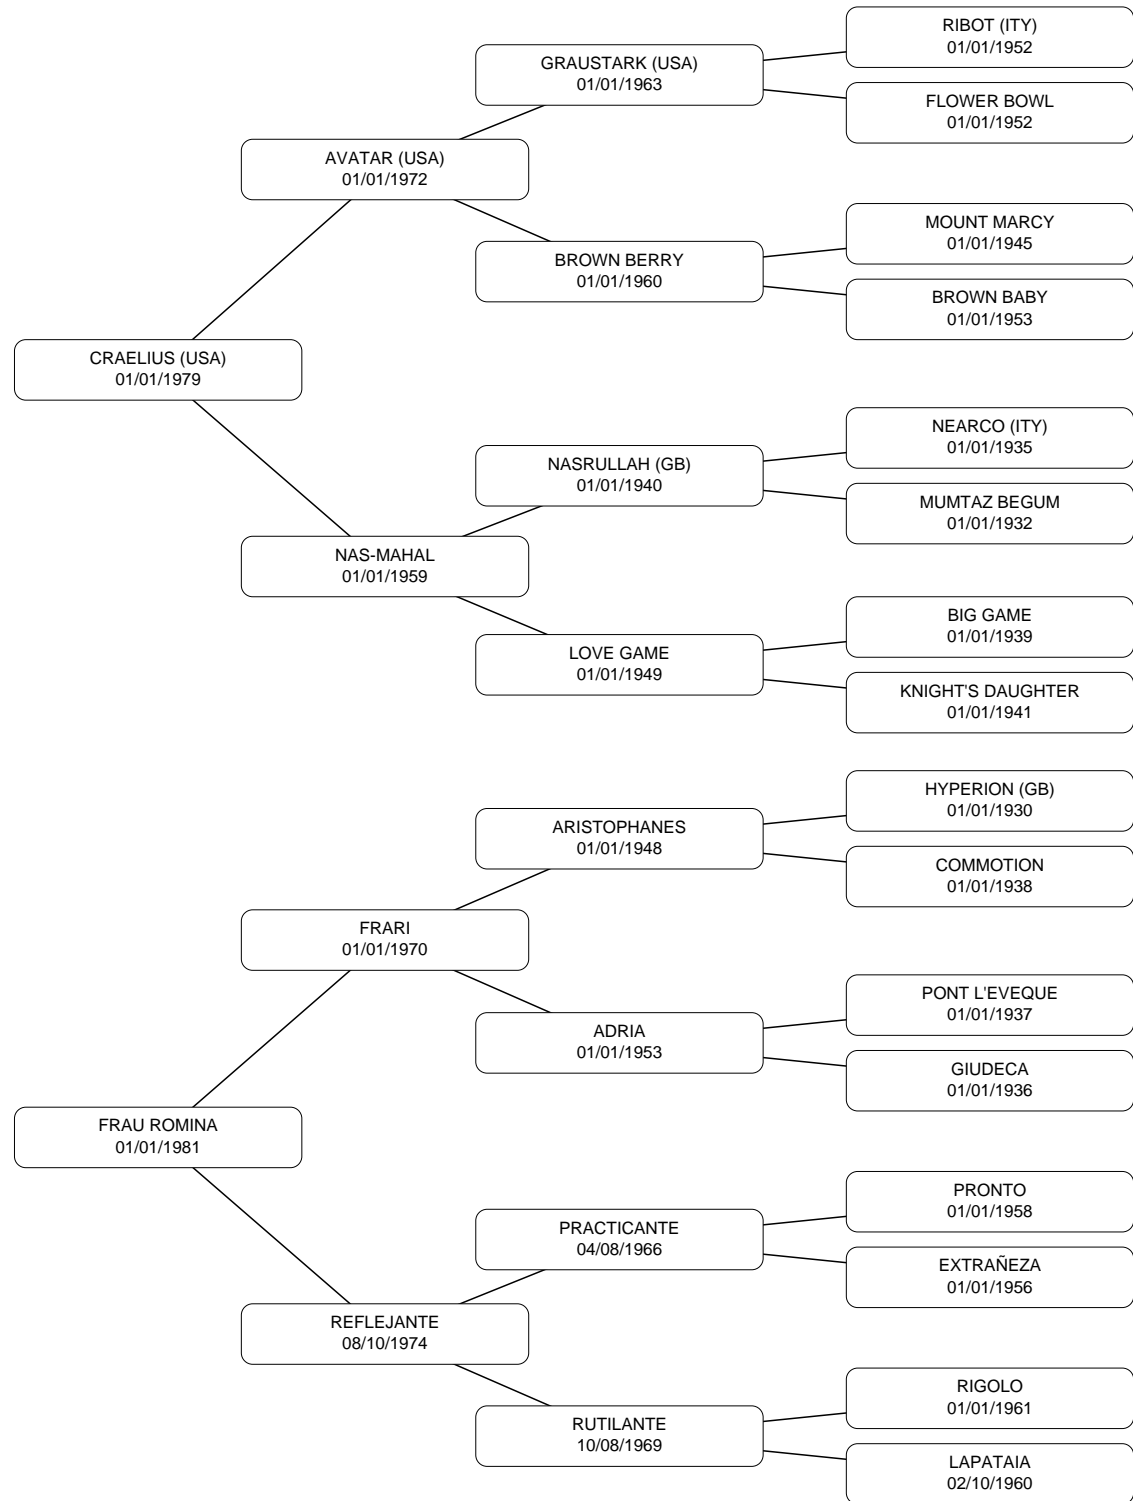 RIBOT (ITY)
01/01/1952
GRAUSTARK (USA)
01/01/1963
FLOWER BOWL
01/01/1952
AVATAR (USA)
01/01/1972
MOUNT MARCY
01/01/1945
BROWN BERRY
01/01/1960
BROWN BABY
01/01/1953
CRAELIUS (USA)
01/01/1979
NEARCO (ITY)
01/01/1935
NASRULLAH (GB)
01/01/1940
MUMTAZ BEGUM
01/01/1932
NAS-MAHAL
01/01/1959
BIG GAME
01/01/1939
LOVE GAME
01/01/1949
KNIGHT'S DAUGHTER
01/01/1941
HYPERION (GB)
01/01/1930
ARISTOPHANES
01/01/1948
COMMOTION
01/01/1938
FRARI
01/01/1970
PONT L'EVEQUE
01/01/1937
ADRIA
01/01/1953
GIUDECA
01/01/1936
FRAU ROMINA
01/01/1981
PRONTO
01/01/1958
PRACTICANTE
04/08/1966
EXTRAÑEZA
01/01/1956
REFLEJANTE
08/10/1974
RIGOLO
01/01/1961
RUTILANTE
10/08/1969
LAPATAIA
02/10/1960